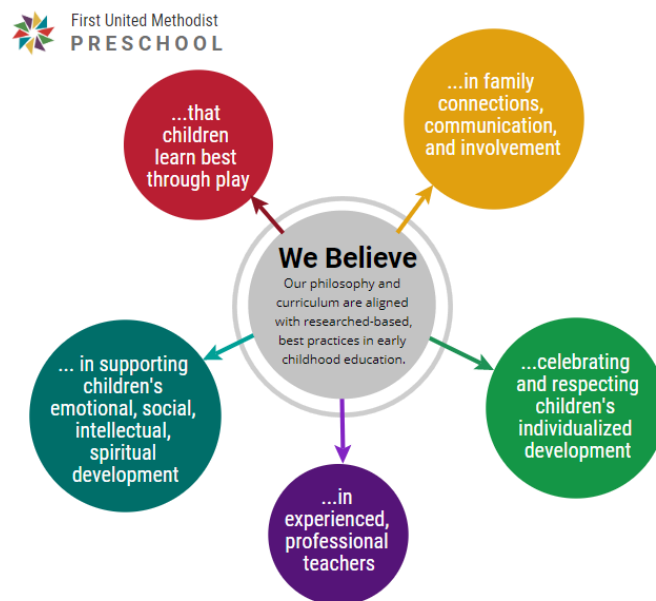 First United Methodist
PRESCHOOL
...that
children
learn best
through play
...in family
connections,
communication,
and involvement
We Believe
Our philosophy and
curriculum are aligned
with researched-based,
best practices in early
childhood education.
... in supporting
children's
emotional, social,
intellectual,
spiritual
development
...celebrating
and respecting
children's
individualized
development
...in
experienced,
professional
teachers